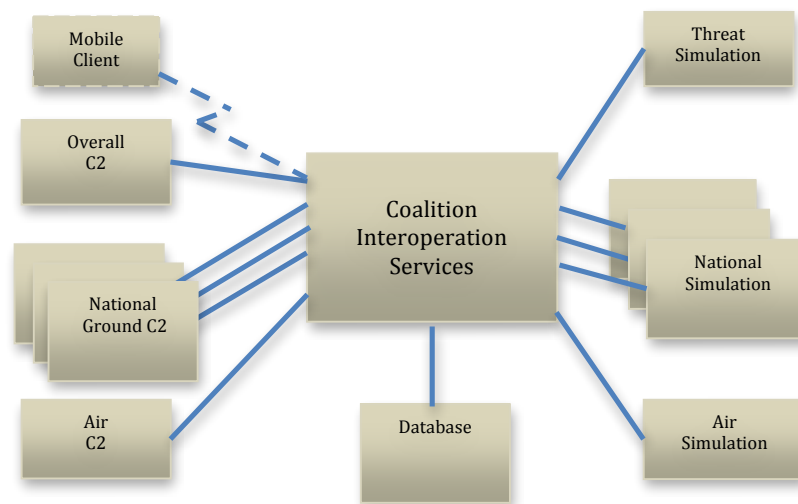 Mobile
Client
Threat
Simulation
Overall
C2
Coalition
Interoperation
Services
National
Ground C2
National
Simulation
Air
C2
Database
Air
Simulation